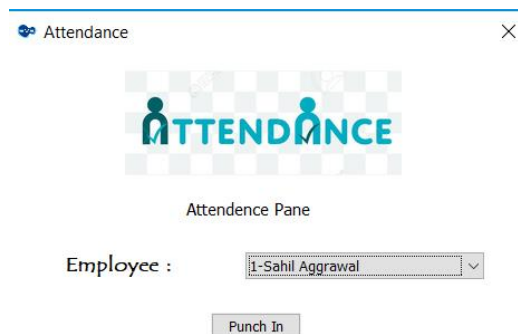 Attendance
ATTENDANCE
Attendence Pane
Employee :
1-Sahil Aggrawal
Punch In